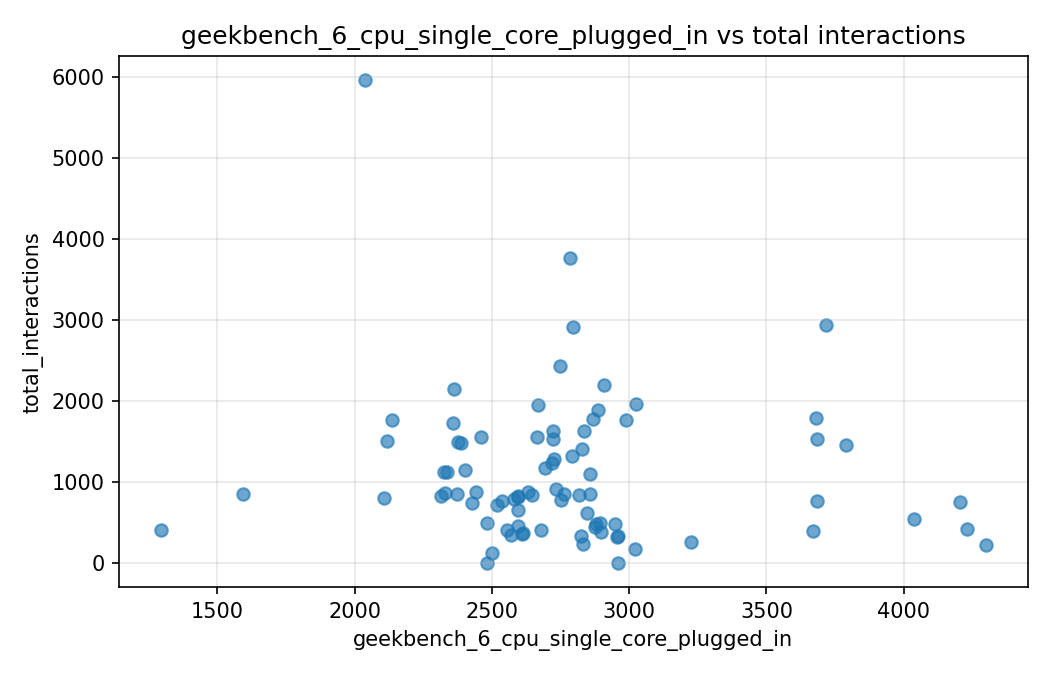 geekbench_6_cpu_single_core_plugged_in vs total interactions
total_interactions
6000
5000
4000
3000
2000
1000
0
1500 2000 2500 3000 3500 4000
geekbench_6_cpu_single_core_plugged_in